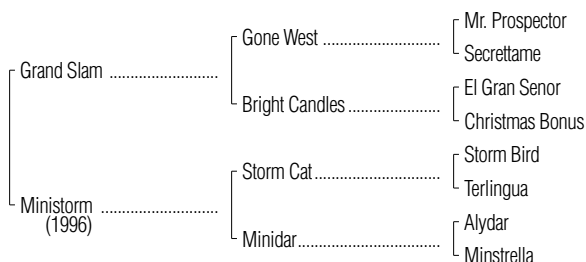 Mr. Prospector
Gone West
Secrettame
Grand Slam
El Gran Senor
Bright Candles
Christmas Bonus
Storm Bird
Storm Cat
Terlingua
Ministorm
(1996)
Alydar
Minidar
Minstrella